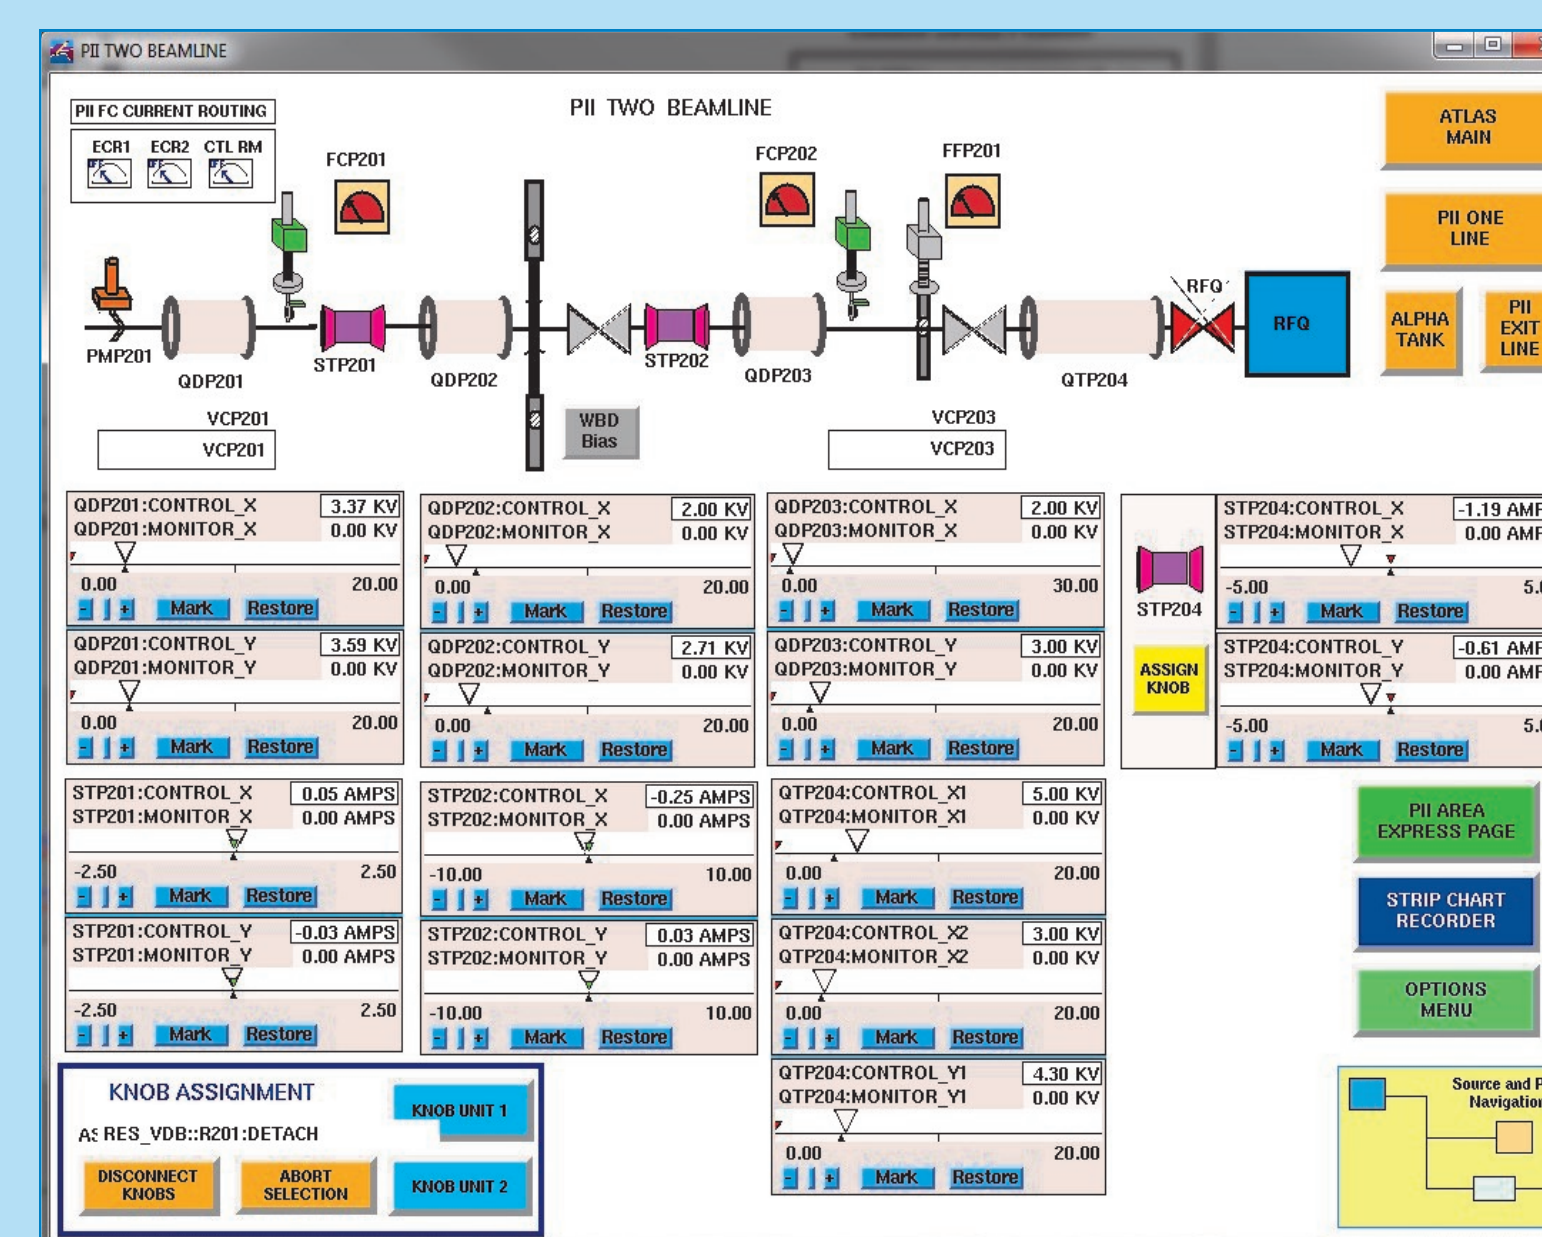 PII TWO BEAMLINE
PII TWO BEAMLINE
PII FC CURRENT ROUTING
ECR1 ECR2 CTL RM
FCP201
FCP202
FFP201
PMP201
QDP201
STP201
QDP202
STP202
QDP203
QTP204
RFQ
RFQ
VCP201
VCP201
WBD
Bias
VCP203
VCP203
ATLAS
MAIN
PII ONE
LINE
ALPHA
TANK
PII
EXIT
LINE
QDP201:CONTROL_X 3.37 KV
QDP201:MONITOR_X 0.00 KV
0.00 20.00
- + Mark Restore
QDP201:CONTROL_Y 3.59 KV
QDP201:MONITOR_Y 0.00 KV
0.00 20.00
- + Mark Restore
QDP202:CONTROL_X 2.00 KV
QDP202:MONITOR_X 0.00 KV
0.00 20.00
- + Mark Restore
QDP202:CONTROL_Y 2.71 KV
QDP202:MONITOR_Y 0.00 KV
0.00 20.00
- + Mark Restore
QDP203:CONTROL_X 2.00 KV
QDP203:MONITOR_X 0.00 KV
0.00 30.00
- + Mark Restore
QDP203:CONTROL_Y 3.00 KV
QDP203:MONITOR_Y 0.00 KV
0.00 20.00
- + Mark Restore
STP204
ASSIGN
KNOB
STP204:CONTROL_X -1.19 AMP
STP204:MONITOR_X 0.00 AMP
-5.00 5.
- + Mark Restore
STP204:CONTROL_Y -0.61 AMP
STP204:MONITOR_Y 0.00 AMP
-5.00 5.
- + Mark Restore
STP201:CONTROL_X 0.05 AMPS
STP201:MONITOR_X 0.00 AMPS
-2.50 2.50
- + Mark Restore
STP201:CONTROL_Y -0.03 AMPS
STP201:MONITOR_Y 0.00 AMPS
-2.50 2.50
- + Mark Restore
STP202:CONTROL_X -0.25 AMPS
STP202:MONITOR_X 0.00 AMPS
-10.00 10.00
- + Mark Restore
STP202:CONTROL_Y 0.03 AMPS
STP202:MONITOR_Y 0.00 AMPS
-10.00 10.00
- + Mark Restore
QTP204:CONTROL_X1 5.00 KV
QTP204:MONITOR_X1 0.00 KV
0.00 20.00
- + Mark Restore
QTP204:CONTROL_X2 3.00 KV
QTP204:MONITOR_X2 0.00 KV
0.00 20.00
- + Mark Restore
QTP204:CONTROL_Y1 4.30 KV
QTP204:MONITOR_Y1 0.00 KV
0.00 20.00
- + Mark Restore
PII AREA
EXPRESS PAGE
STRIP CHART
RECORDER
OPTIONS
MENU
Source and P
Navigation
KNOB ASSIGNMENT
RES_VDB::R201:DETACH
DISCONNECT
KNOBS
ABORT
SELECTION
KNOB UNIT 1
KNOB UNIT 2